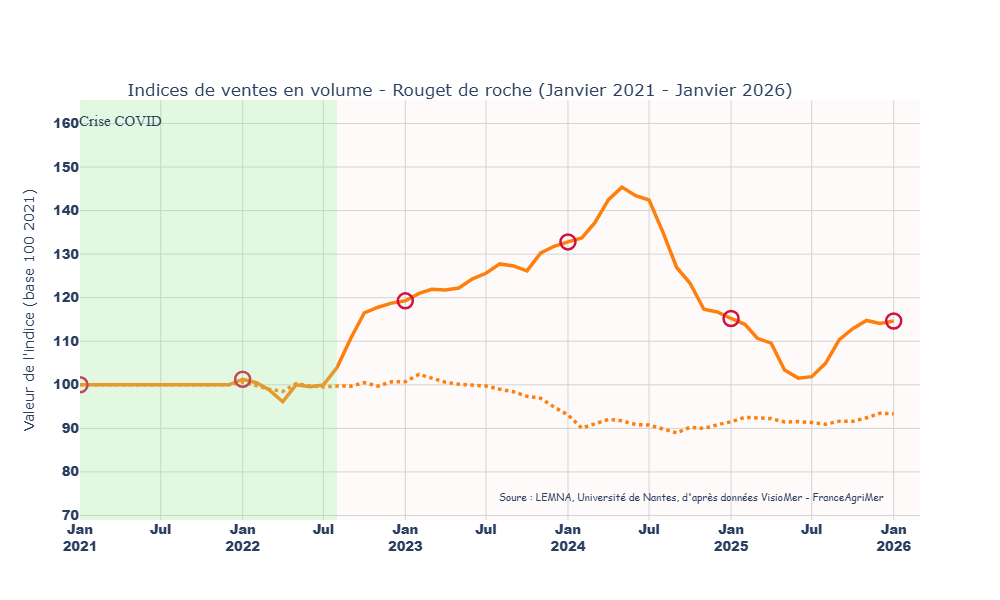 Indices de ventes en volume - Rouget de roche (Janvier 2021 - Janvier 2026)
Crise COVID
Valeur de l'indice (base 100 2021)
160
150
140
130
120
110
100
90
80
70
Soure : LEMNA, Université de Nantes, d'après données VisioMer - FranceAgriMer
Jan Jul Jan Jul Jan Jul Jan Jul Jan Jul Jan
2021 2022 2023 2024 2025 2026